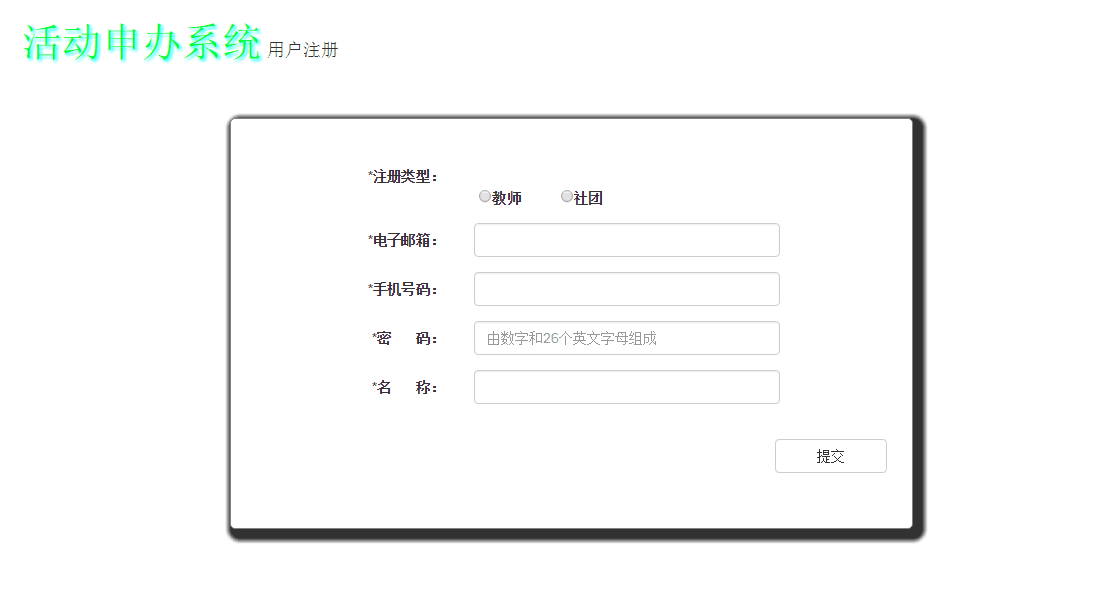 活动申办系统 用户注册
*注册类型：
教师 社团
*电子邮箱：
*手机号码：
*密 码： 由数字和26个英文字母组成
*名 称：
提交